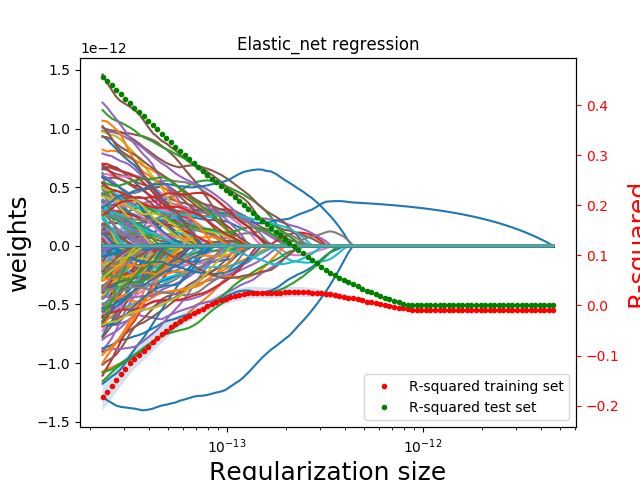 Elastic_net regression
1e−12
1.5
1.0
0.5
0.0
−0.5
−1.0
−1.5
weights
0.4
0.3
0.2
0.1
0.0
−0.1
−0.2
R-squared
R-squared training set
R-squared test set
10−13
10−12
Regularization size